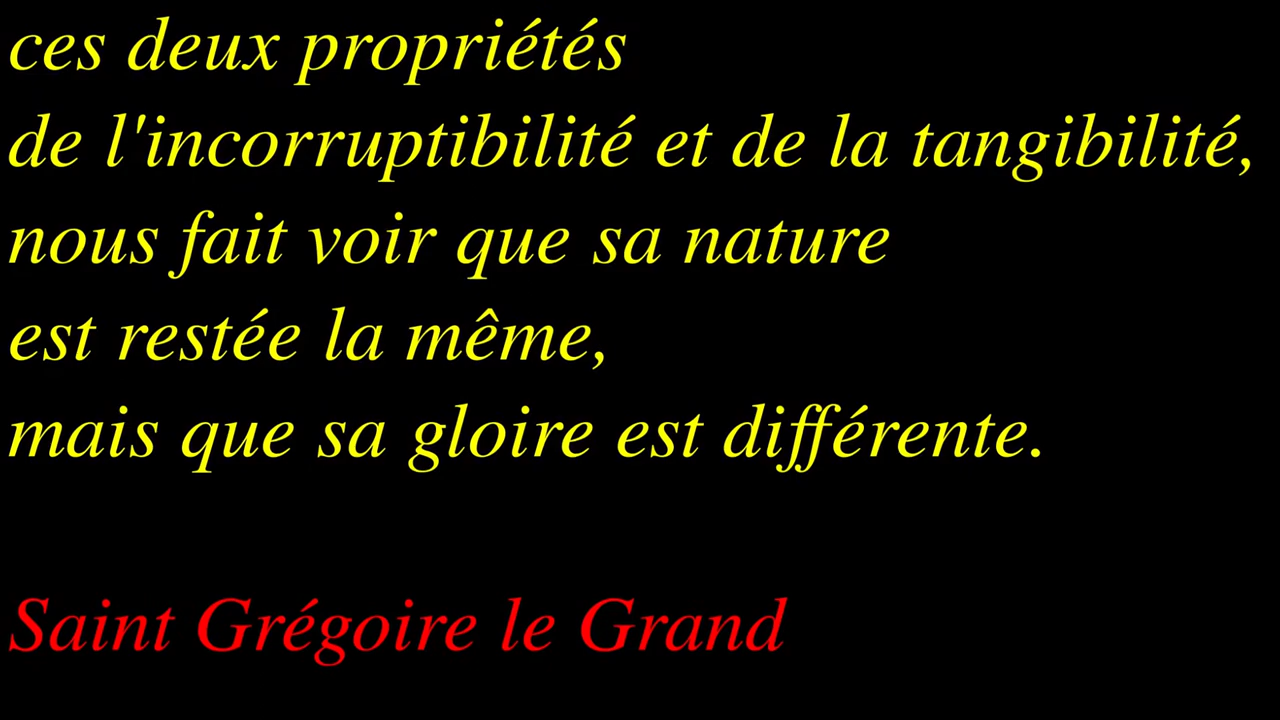 ces deux propriétés
de l'incorruptibilité et de la tangibilité,
nous fait voir que sa nature
est restée la même,
mais que sa gloire est différente.
Saint Grégoire le Grand